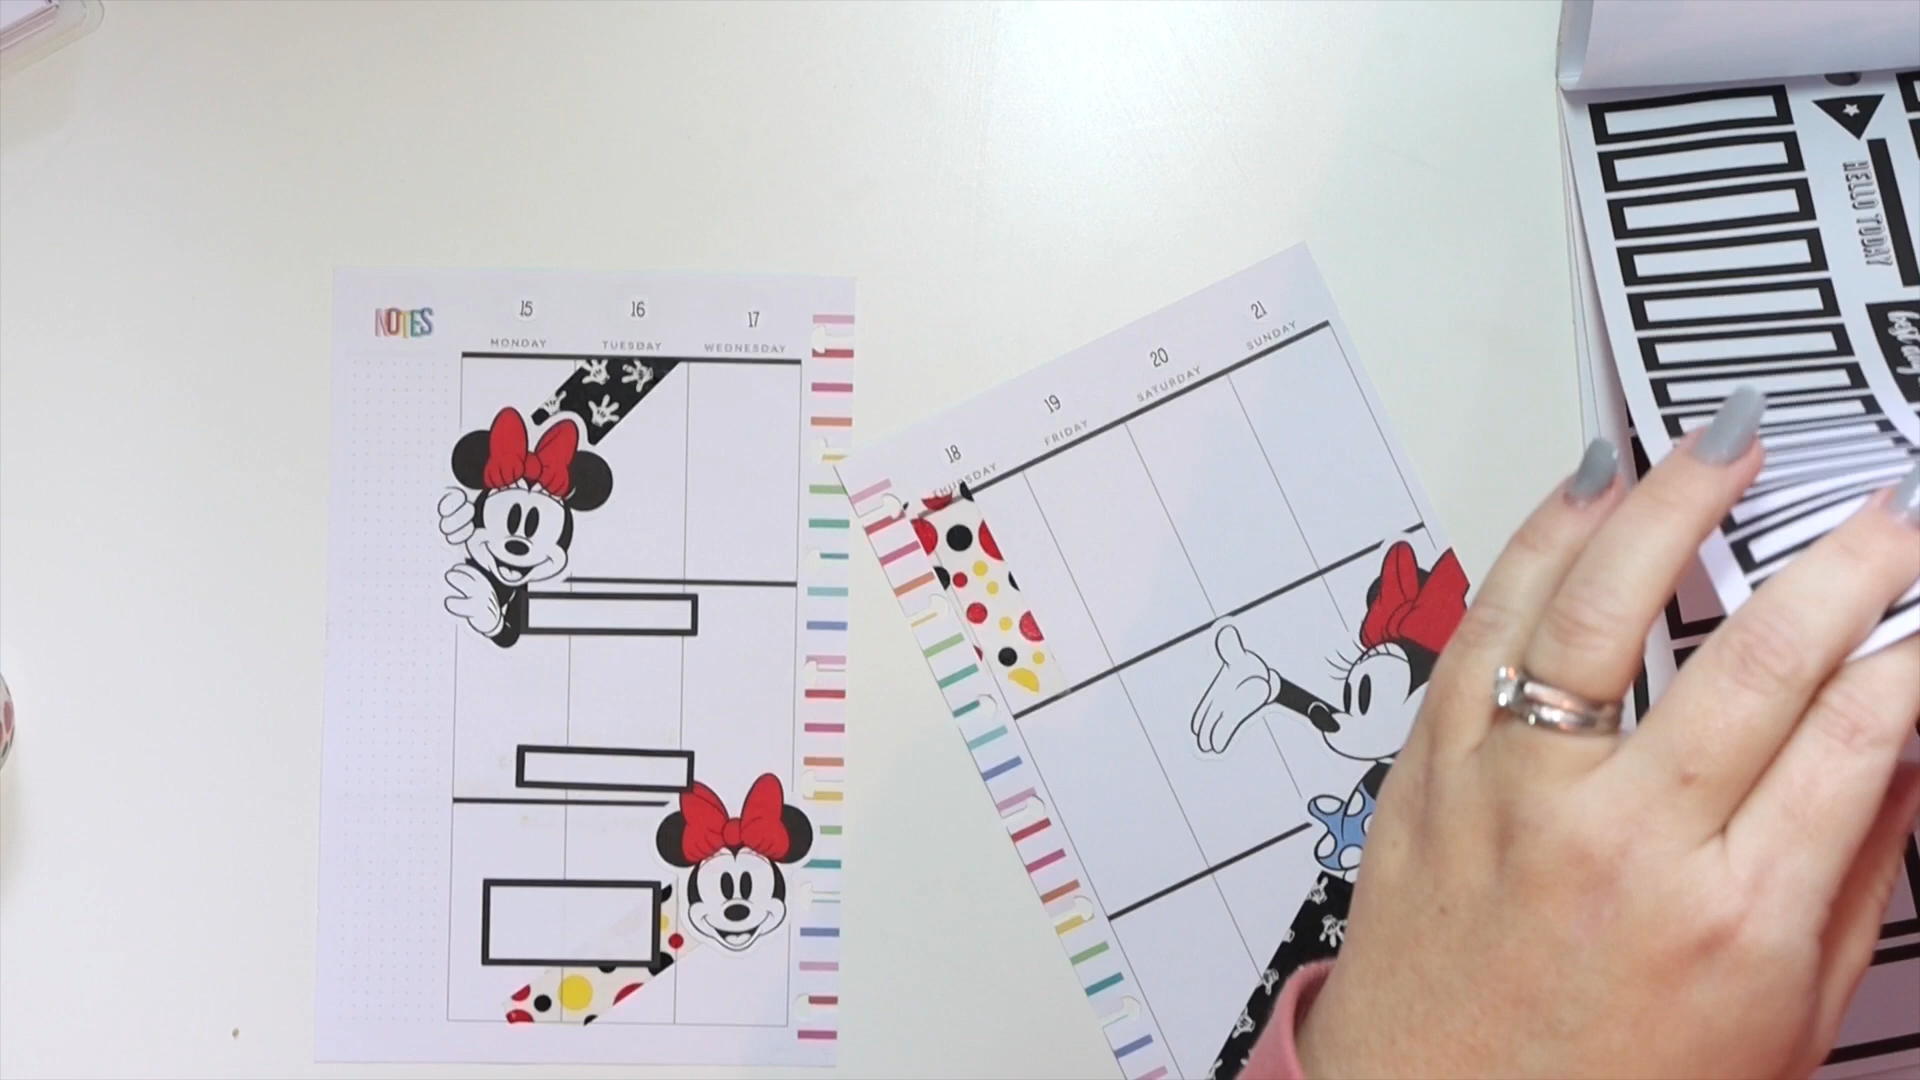 NOTES
15 16 17
MONDAY TUESDAY WEDNESDAY
18 19 20 21
THURSDAY FRIDAY SATURDAY SUNDAY
HELLO TODAY